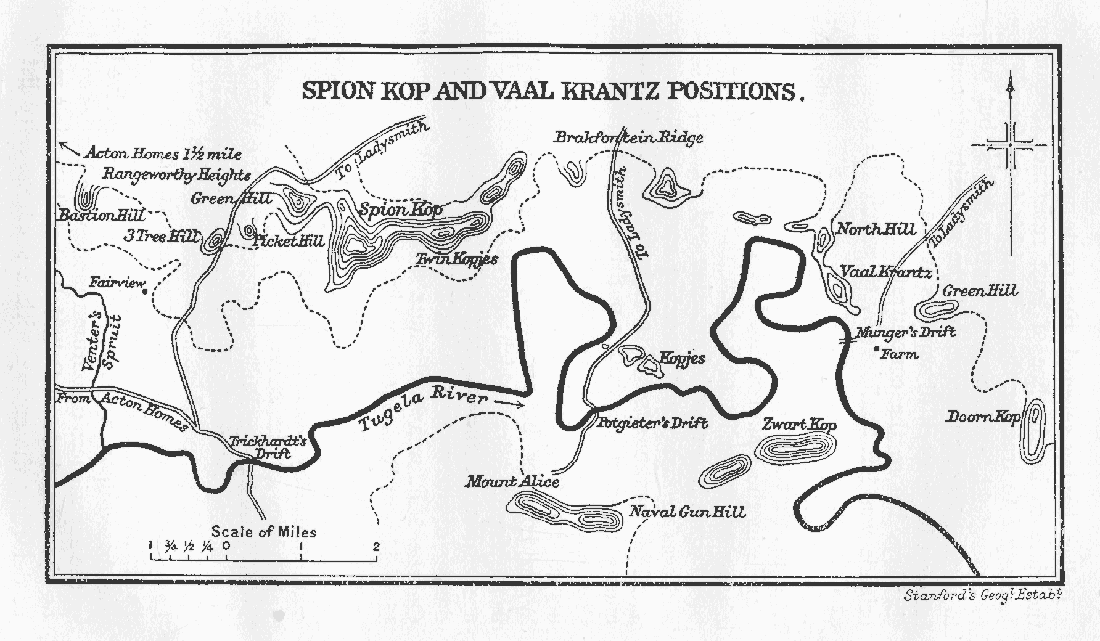 SPION KOP AND VAAL KRANTZ POSITIONS.
Acton Homes 1½ mile
Rangeworthy Heights
To Ladysmith
Brakfontein Ridge
Green Hill
Bastion Hill
Spion Kop
3 Tree Hill
Picket Hill
Twin Kopjes
To Ladysmith
North Hill
To Ladysmith
Vaal Krantz
Green Hill
Fairview
Venter's
Spruit
Munger's Drift
Farm
Kopjes
From Acton Homes
Tugela River
Potgieter's Drift
Zwart Kop
Doorn Kop
Trickhardt's
Drift
Mount Alice
Naval Gun Hill
Scale of Miles
1 ¾ ½ ¼ 0 2
Stanford's Geog.l Estab.t